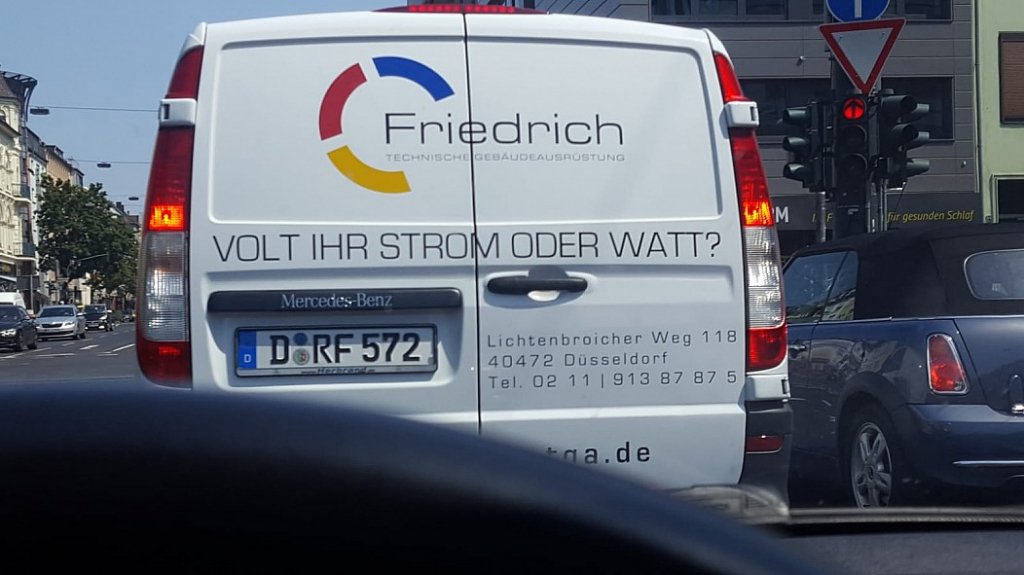 Friedrich
TECHNISCHE GEBÄUDEAUSRÜSTUNG
VOLT IHR STROM ODER WATT?
Mercedes-Benz
D RF 572
D
Lichtenbroicher Weg 118
40472 Düsseldorf
Tel. 02 11 | 913 87 87 5
tga.de
für gesunden Schlaf